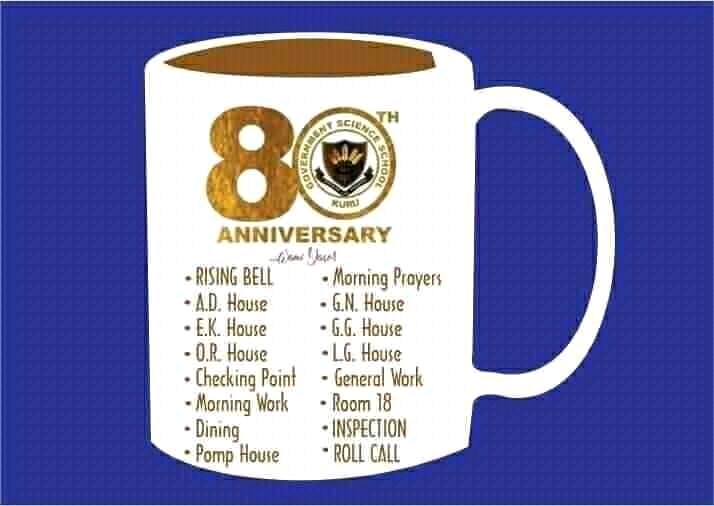 80TH
GOVERNMENT SCIENCE SCHOOL
KURU
ANNIVERSARY
• RISING BELL
• A.D. House
• E.K. House
• O.R. House
• Checking Point
• Morning Work
• Dining
• Pomp House
• Morning Prayers
• G.N. House
• G.G. House
• L.G. House
• General Work
• Room 18
• INSPECTION
• ROLL CALL